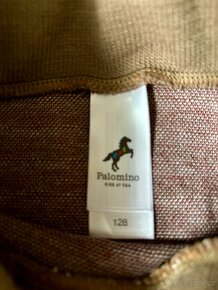 Palomino
KIDS AT C&A
128